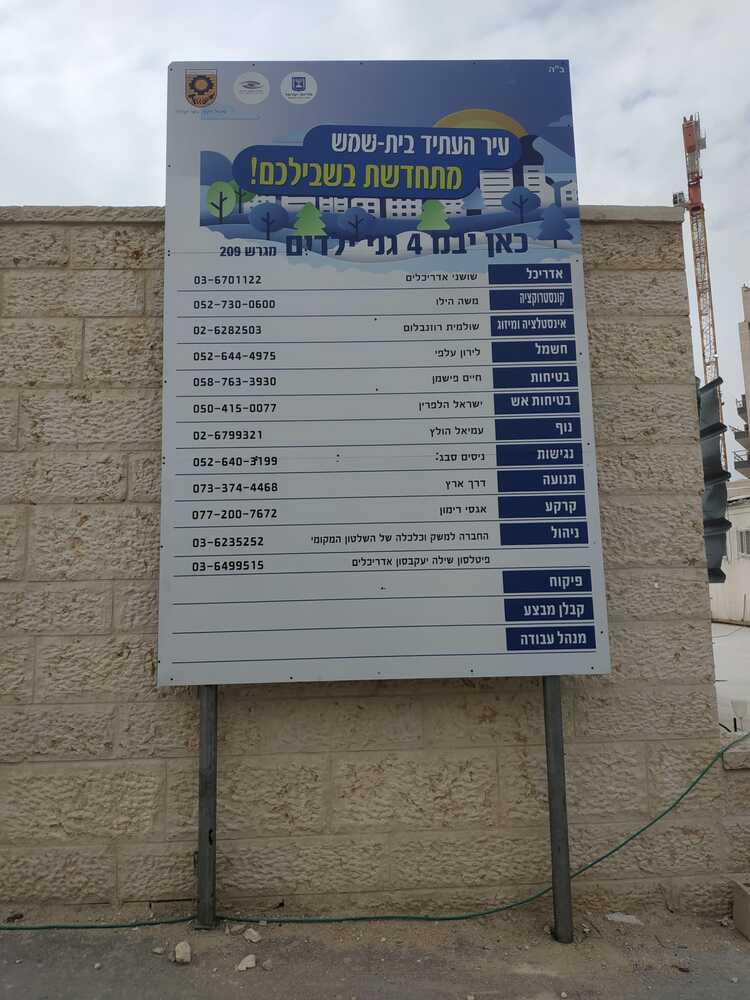 ב"ה
מדינת ישראל
עיר העתיד בית-שמש
מתחדשת בשבילכם!
כאן יבנו 4 גני ילדים מגרש 209
אדריכל שושני אדריכלים 03-6701122
קונסטרוקציה משה הילו 052-730-0600
אינסטלציה ומיזוג שולמית רוזנבלום 02-6282503
חשמל לירון עלפי 052-644-4975
בטיחות חיים פישמן 058-763-3930
בטיחות אש ישראל הלפרין 050-415-0077
נוף עמיאל הולץ 02-6799321
נגישות ניסים סבג 052-640-3199
תנועה דרך ארץ 073-374-4468
קרקע אגסי רימון 077-200-7672
ניהול החברה למשק וכלכלה של השלטון המקומי 03-6235252
פיטלסון שילה יעקבסון אדריכלים 03-6499515
פיקוח
קבלן מבצע
מנהל עבודה